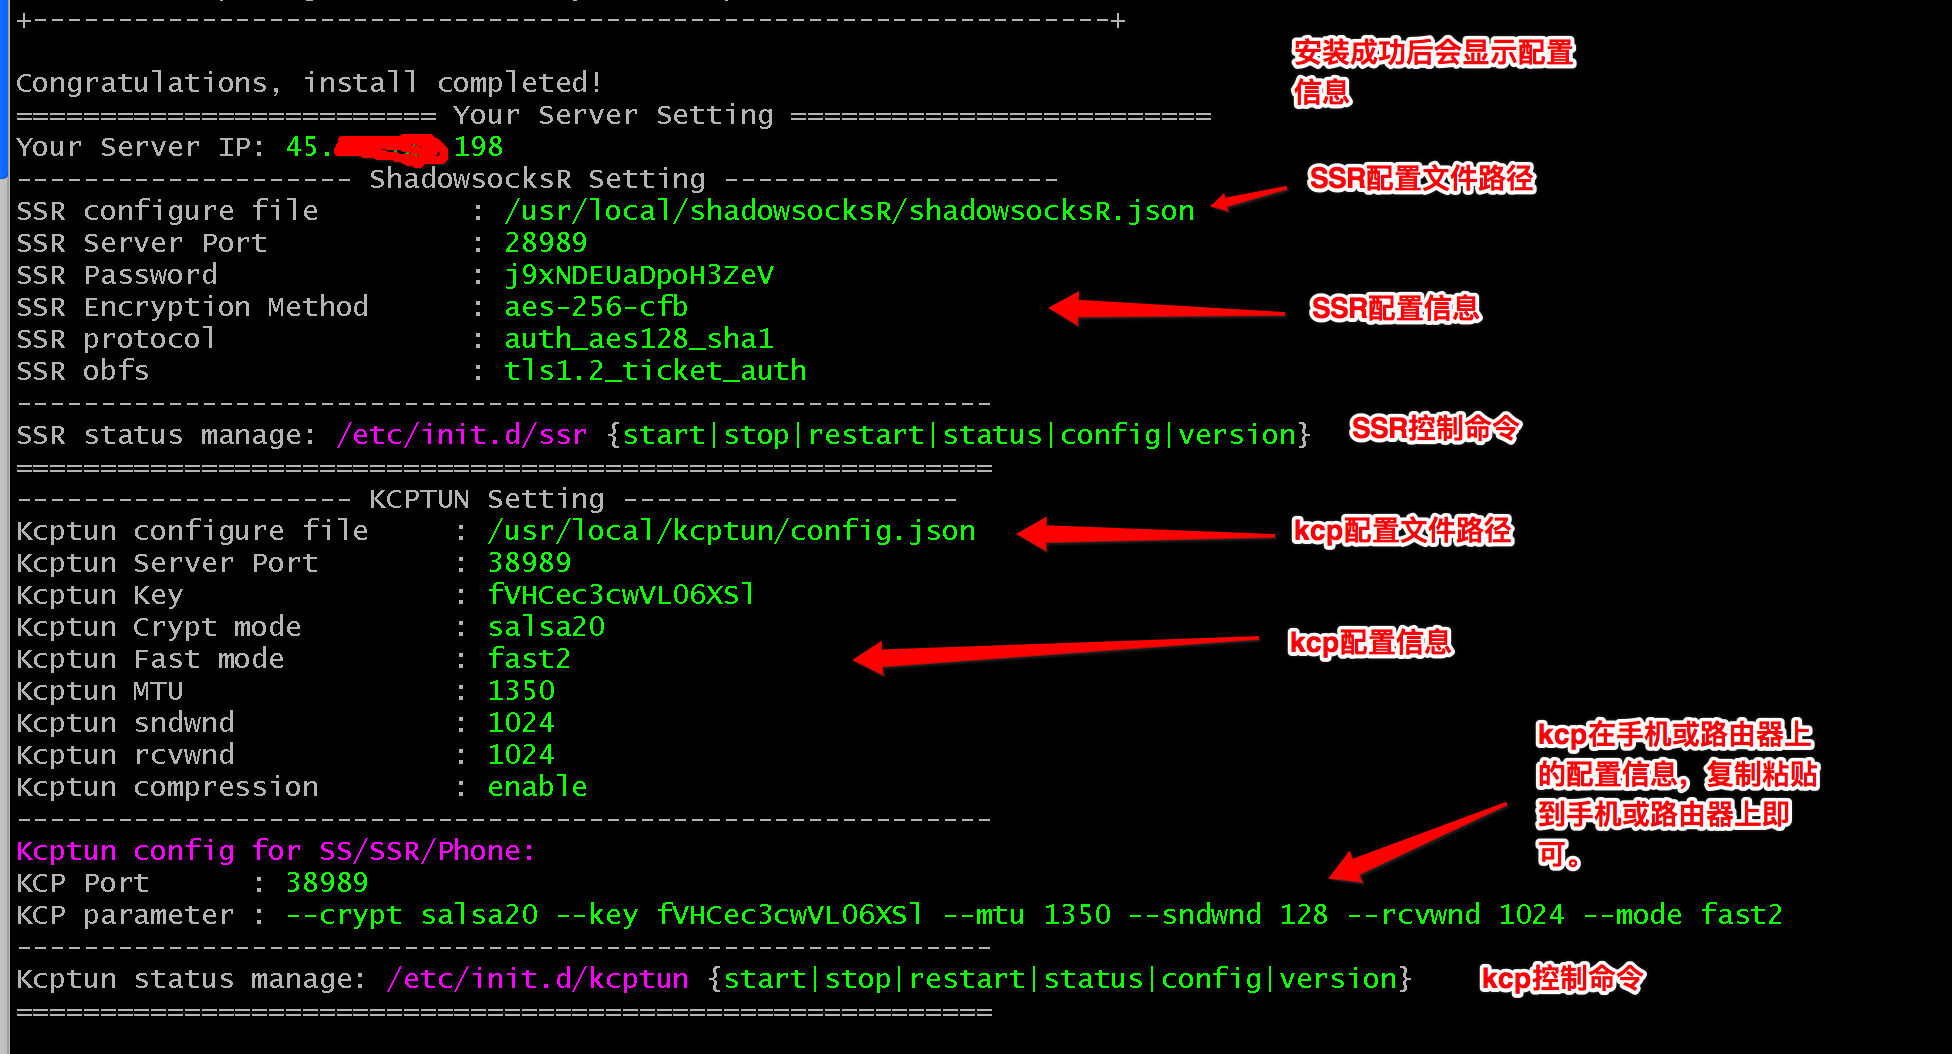 +----------------------------------------------------------------+
安装成功后会显示配置
信息
Congratulations, install completed!
========================= Your Server Setting =========================
Your Server IP: 45. 198
-------------------- ShadowsocksR Setting --------------------
SSR配置文件路径
SSR configure file : /usr/local/shadowsocksR/shadowsocksR.json
SSR Server Port : 28989
SSR Password : j9xNDEUaDpoH3ZeV
SSR Encryption Method : aes-256-cfb
SSR配置信息
SSR protocol : auth_aes128_sha1
SSR obfs : tls1.2_ticket_auth
----------------------------------------------------------
SSR status manage: /etc/init.d/ssr {start|stop|restart|status|config|version}
SSR控制命令
==========================================================
-------------------- KCPTUN Setting --------------------
Kcptun configure file : /usr/local/kcptun/config.json
kcp配置文件路径
Kcptun Server Port : 38989
Kcptun Key : fVHCec3cwVLO6XSl
Kcptun Crypt mode : salsa20
Kcptun Fast mode : fast2
kcp配置信息
Kcptun MTU : 1350
Kcptun sndwnd : 1024
Kcptun rcvwnd : 1024
Kcptun compression : enable
----------------------------------------------------------
kcp在手机或路由器上
的配置信息，复制粘贴
到手机或路由器上即
可。
Kcptun config for SS/SSR/Phone:
KCP Port : 38989
KCP parameter : --crypt salsa20 --key fVHCec3cwVLO6XSl --mtu 1350 --sndwnd 128 --rcvwnd 1024 --mode fast2
----------------------------------------------------------
Kcptun status manage: /etc/init.d/kcptun {start|stop|restart|status|config|version}
kcp控制命令
==========================================================